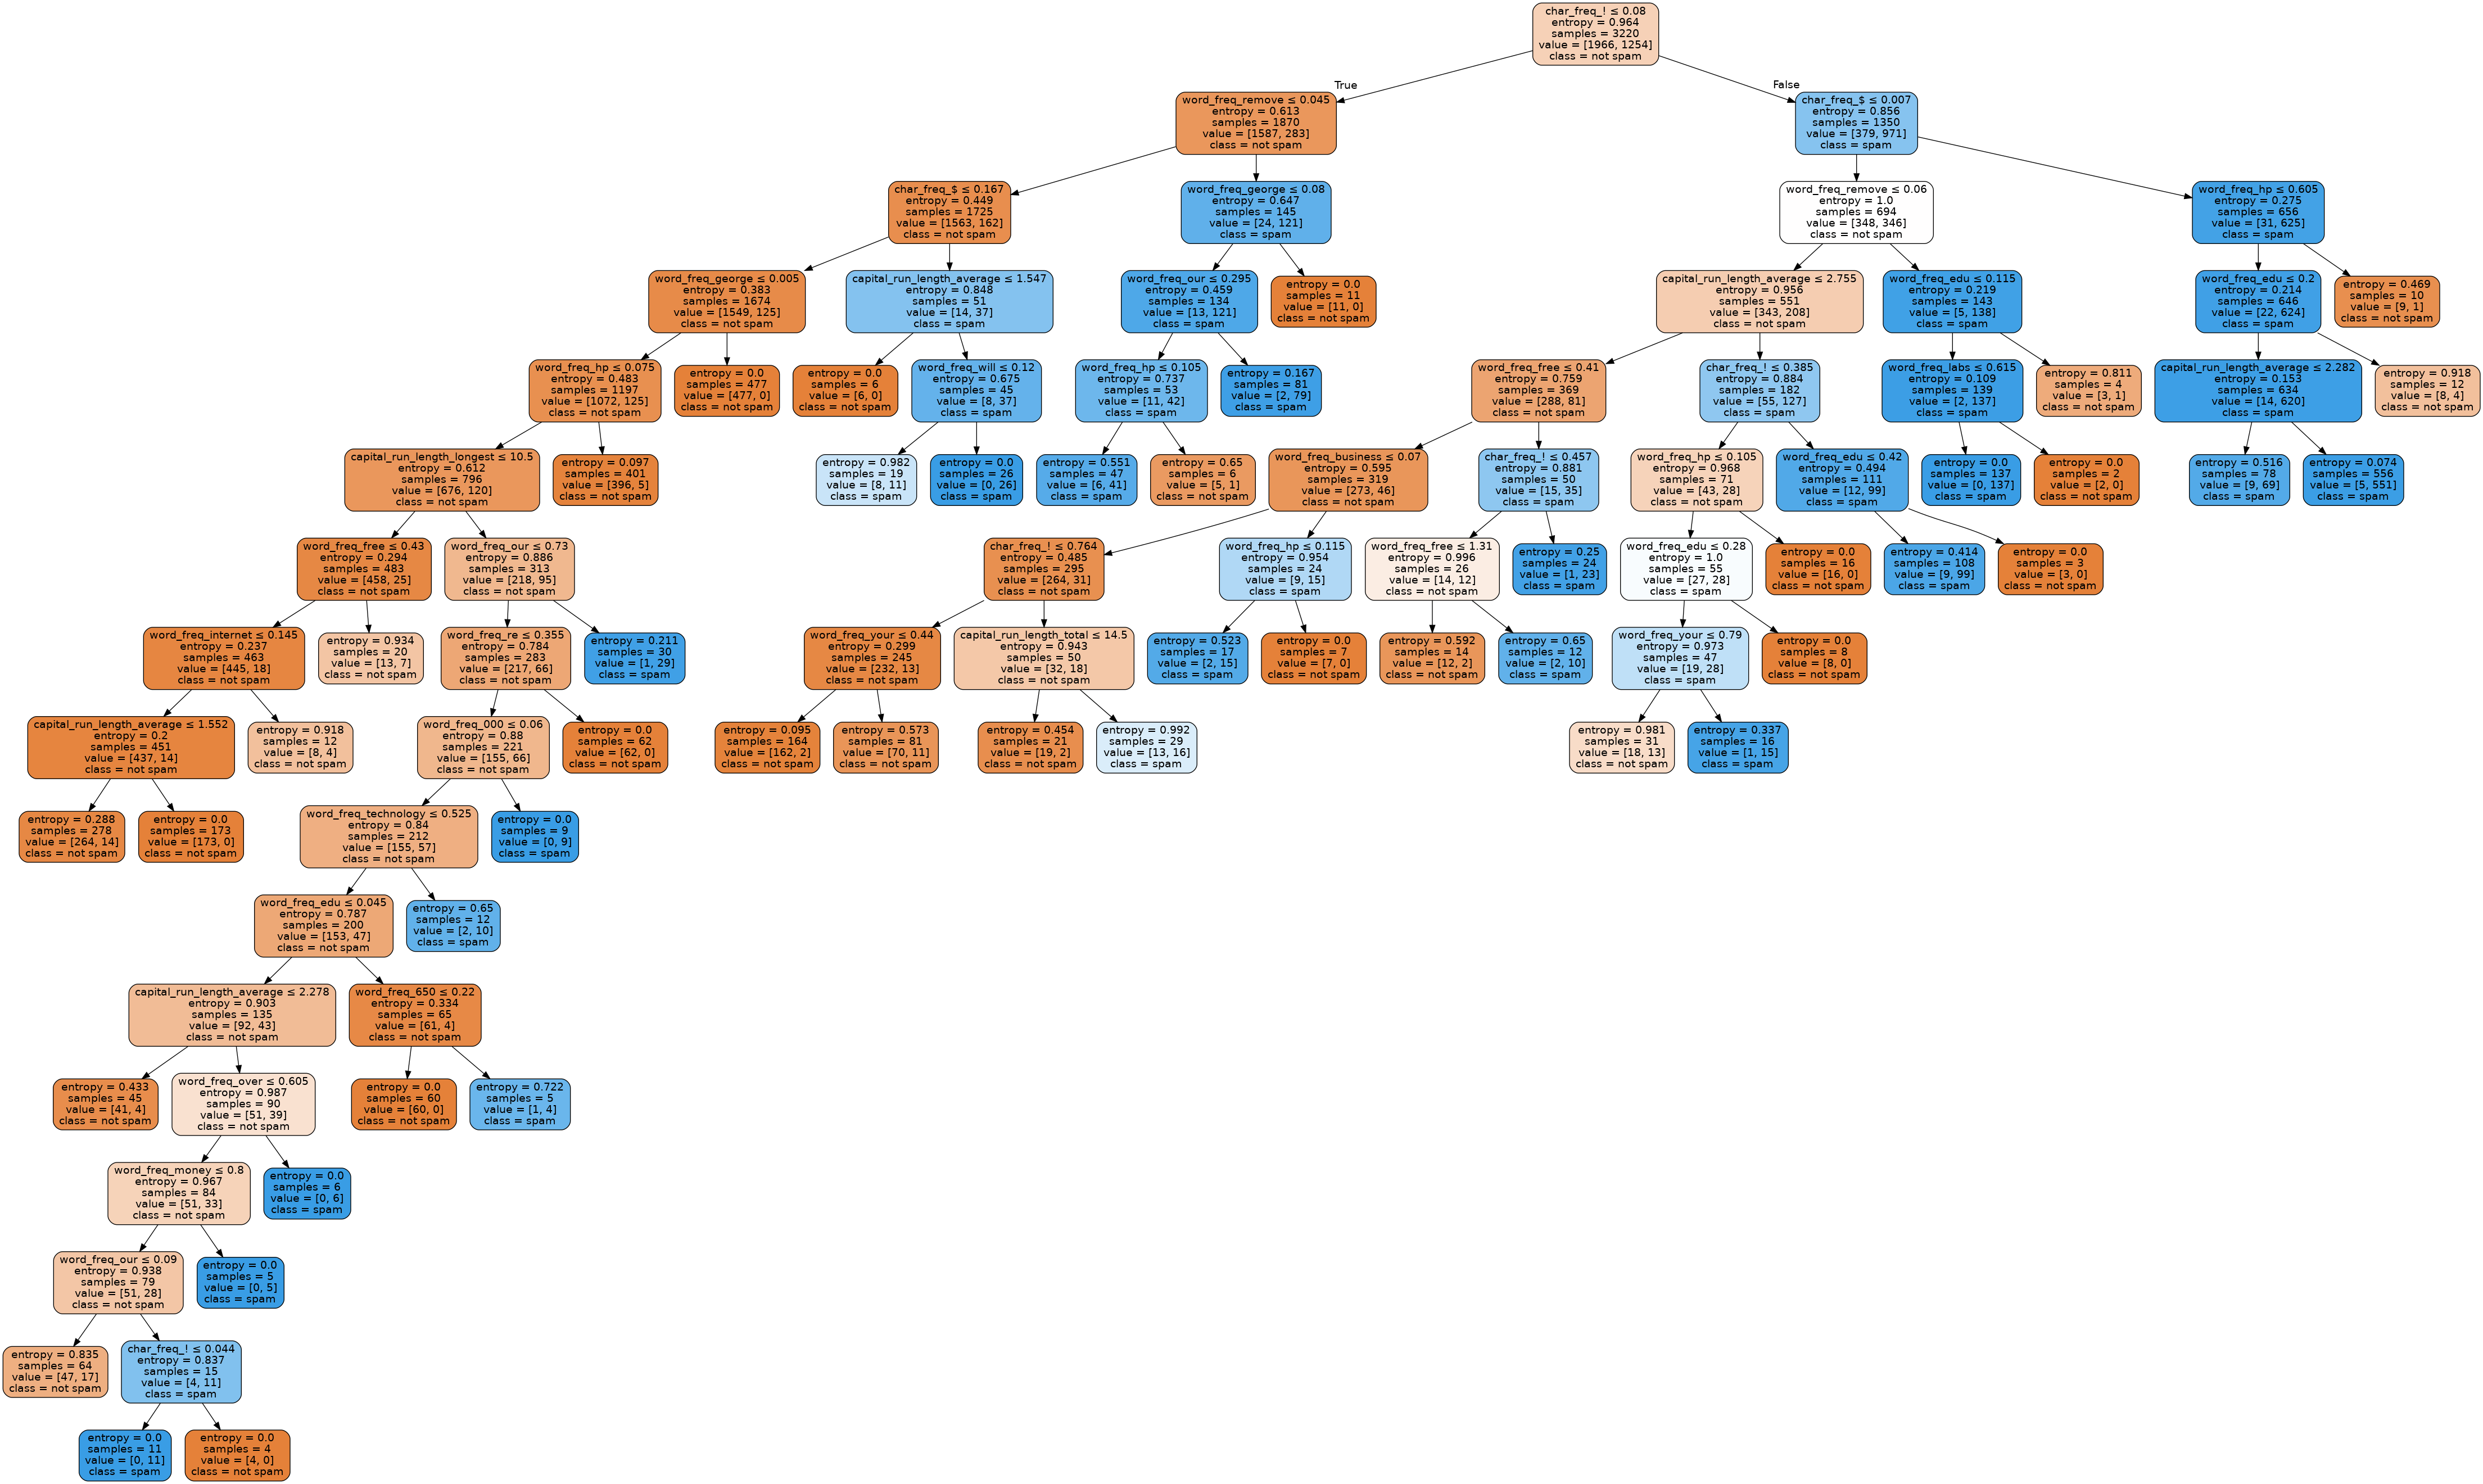 char_freq_! ≤ 0.08
entropy = 0.964
samples = 3220
value = [1966, 1254]
class = not spam
True
False
word_freq_remove ≤ 0.045
entropy = 0.613
samples = 1870
value = [1587, 283]
class = not spam
char_freq_$ ≤ 0.007
entropy = 0.856
samples = 1350
value = [379, 971]
class = spam
char_freq_$ ≤ 0.167
entropy = 0.449
samples = 1725
value = [1563, 162]
class = not spam
word_freq_george ≤ 0.08
entropy = 0.647
samples = 145
value = [24, 121]
class = spam
word_freq_remove ≤ 0.06
entropy = 1.0
samples = 694
value = [348, 346]
class = not spam
word_freq_hp ≤ 0.605
entropy = 0.275
samples = 656
value = [31, 625]
class = spam
word_freq_george ≤ 0.005
entropy = 0.383
samples = 1674
value = [1549, 125]
class = not spam
capital_run_length_average ≤ 1.547
entropy = 0.848
samples = 51
value = [14, 37]
class = spam
word_freq_our ≤ 0.295
entropy = 0.459
samples = 134
value = [13, 121]
class = spam
entropy = 0.0
samples = 11
value = [11, 0]
class = not spam
capital_run_length_average ≤ 2.755
entropy = 0.956
samples = 551
value = [343, 208]
class = not spam
word_freq_edu ≤ 0.115
entropy = 0.219
samples = 143
value = [5, 138]
class = spam
word_freq_edu ≤ 0.2
entropy = 0.214
samples = 646
value = [22, 624]
class = spam
entropy = 0.469
samples = 10
value = [9, 1]
class = not spam
word_freq_hp ≤ 0.075
entropy = 0.483
samples = 1197
value = [1072, 125]
class = not spam
entropy = 0.0
samples = 477
value = [477, 0]
class = not spam
entropy = 0.0
samples = 6
value = [6, 0]
class = not spam
word_freq_will ≤ 0.12
entropy = 0.675
samples = 45
value = [8, 37]
class = spam
word_freq_hp ≤ 0.105
entropy = 0.737
samples = 53
value = [11, 42]
class = spam
entropy = 0.167
samples = 81
value = [2, 79]
class = spam
word_freq_free ≤ 0.41
entropy = 0.759
samples = 369
value = [288, 81]
class = not spam
char_freq_! ≤ 0.385
entropy = 0.884
samples = 182
value = [55, 127]
class = spam
word_freq_labs ≤ 0.615
entropy = 0.109
samples = 139
value = [2, 137]
class = spam
entropy = 0.811
samples = 4
value = [3, 1]
class = not spam
capital_run_length_average ≤ 2.282
entropy = 0.153
samples = 634
value = [14, 620]
class = spam
entropy = 0.918
samples = 12
value = [8, 4]
class = not spam
capital_run_length_longest ≤ 10.5
entropy = 0.612
samples = 796
value = [676, 120]
class = not spam
entropy = 0.097
samples = 401
value = [396, 5]
class = not spam
entropy = 0.982
samples = 19
value = [8, 11]
class = spam
entropy = 0.0
samples = 26
value = [0, 26]
class = spam
entropy = 0.551
samples = 47
value = [6, 41]
class = spam
entropy = 0.65
samples = 6
value = [5, 1]
class = not spam
word_freq_business ≤ 0.07
entropy = 0.595
samples = 319
value = [273, 46]
class = not spam
char_freq_! ≤ 0.457
entropy = 0.881
samples = 50
value = [15, 35]
class = spam
word_freq_hp ≤ 0.105
entropy = 0.968
samples = 71
value = [43, 28]
class = not spam
word_freq_edu ≤ 0.42
entropy = 0.494
samples = 111
value = [12, 99]
class = spam
entropy = 0.0
samples = 137
value = [0, 137]
class = spam
entropy = 0.0
samples = 2
value = [2, 0]
class = not spam
entropy = 0.516
samples = 78
value = [9, 69]
class = spam
entropy = 0.074
samples = 556
value = [5, 551]
class = spam
word_freq_free ≤ 0.43
entropy = 0.294
samples = 483
value = [458, 25]
class = not spam
word_freq_our ≤ 0.73
entropy = 0.886
samples = 313
value = [218, 95]
class = not spam
char_freq_! ≤ 0.764
entropy = 0.485
samples = 295
value = [264, 31]
class = not spam
word_freq_hp ≤ 0.115
entropy = 0.954
samples = 24
value = [9, 15]
class = spam
word_freq_free ≤ 1.31
entropy = 0.996
samples = 26
value = [14, 12]
class = not spam
entropy = 0.25
samples = 24
value = [1, 23]
class = spam
word_freq_edu ≤ 0.28
entropy = 1.0
samples = 55
value = [27, 28]
class = spam
entropy = 0.0
samples = 16
value = [16, 0]
class = not spam
entropy = 0.414
samples = 108
value = [9, 99]
class = spam
entropy = 0.0
samples = 3
value = [3, 0]
class = not spam
word_freq_internet ≤ 0.145
entropy = 0.237
samples = 463
value = [445, 18]
class = not spam
entropy = 0.934
samples = 20
value = [13, 7]
class = not spam
word_freq_re ≤ 0.355
entropy = 0.784
samples = 283
value = [217, 66]
class = not spam
entropy = 0.211
samples = 30
value = [1, 29]
class = spam
word_freq_your ≤ 0.44
entropy = 0.299
samples = 245
value = [232, 13]
class = not spam
capital_run_length_total ≤ 14.5
entropy = 0.943
samples = 50
value = [32, 18]
class = not spam
entropy = 0.523
samples = 17
value = [2, 15]
class = spam
entropy = 0.0
samples = 7
value = [7, 0]
class = not spam
entropy = 0.592
samples = 14
value = [12, 2]
class = not spam
entropy = 0.65
samples = 12
value = [2, 10]
class = spam
word_freq_your ≤ 0.79
entropy = 0.973
samples = 47
value = [19, 28]
class = spam
entropy = 0.0
samples = 8
value = [8, 0]
class = not spam
capital_run_length_average ≤ 1.552
entropy = 0.2
samples = 451
value = [437, 14]
class = not spam
entropy = 0.918
samples = 12
value = [8, 4]
class = not spam
word_freq_000 ≤ 0.06
entropy = 0.88
samples = 221
value = [155, 66]
class = not spam
entropy = 0.0
samples = 62
value = [62, 0]
class = not spam
entropy = 0.095
samples = 164
value = [162, 2]
class = not spam
entropy = 0.573
samples = 81
value = [70, 11]
class = not spam
entropy = 0.454
samples = 21
value = [19, 2]
class = not spam
entropy = 0.992
samples = 29
value = [13, 16]
class = spam
entropy = 0.981
samples = 31
value = [18, 13]
class = not spam
entropy = 0.337
samples = 16
value = [1, 15]
class = spam
entropy = 0.288
samples = 278
value = [264, 14]
class = not spam
entropy = 0.0
samples = 173
value = [173, 0]
class = not spam
word_freq_technology ≤ 0.525
entropy = 0.84
samples = 212
value = [155, 57]
class = not spam
entropy = 0.0
samples = 9
value = [0, 9]
class = spam
word_freq_edu ≤ 0.045
entropy = 0.787
samples = 200
value = [153, 47]
class = not spam
entropy = 0.65
samples = 12
value = [2, 10]
class = spam
capital_run_length_average ≤ 2.278
entropy = 0.903
samples = 135
value = [92, 43]
class = not spam
word_freq_650 ≤ 0.22
entropy = 0.334
samples = 65
value = [61, 4]
class = not spam
entropy = 0.433
samples = 45
value = [41, 4]
class = not spam
word_freq_over ≤ 0.605
entropy = 0.987
samples = 90
value = [51, 39]
class = not spam
entropy = 0.0
samples = 60
value = [60, 0]
class = not spam
entropy = 0.722
samples = 5
value = [1, 4]
class = spam
word_freq_money ≤ 0.8
entropy = 0.967
samples = 84
value = [51, 33]
class = not spam
entropy = 0.0
samples = 6
value = [0, 6]
class = spam
word_freq_our ≤ 0.09
entropy = 0.938
samples = 79
value = [51, 28]
class = not spam
entropy = 0.0
samples = 5
value = [0, 5]
class = spam
entropy = 0.835
samples = 64
value = [47, 17]
class = not spam
char_freq_! ≤ 0.044
entropy = 0.837
samples = 15
value = [4, 11]
class = spam
entropy = 0.0
samples = 11
value = [0, 11]
class = spam
entropy = 0.0
samples = 4
value = [4, 0]
class = not spam